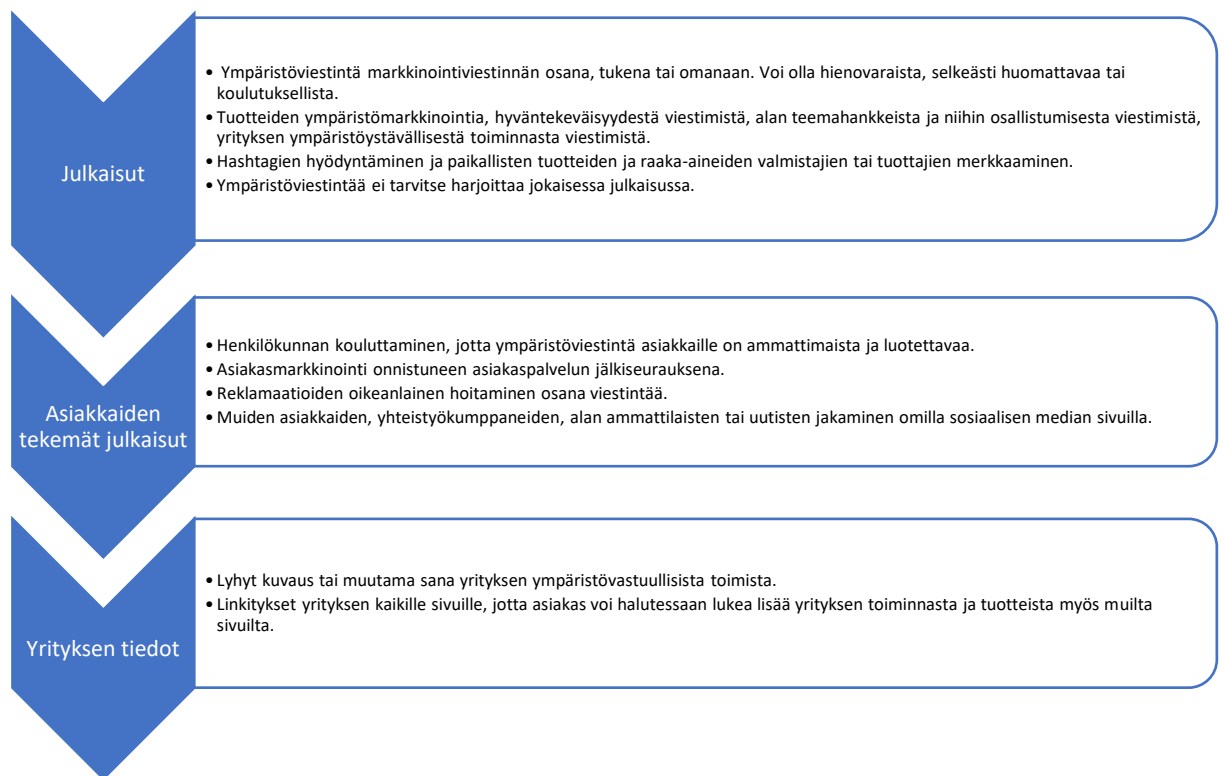 Julkaisut
• Ympäristöviestintä markkinointiviestinnän osana, tukena tai omanaan. Voi olla hienovaraista, selkeästi huomattavaa tai
koulutuksellista.
• Tuotteiden ympäristömarkkinointia, hyväntekeväisyydestä viestimistä, alan teemahankkeista ja niihin osallistumisesta viestimistä,
yrityksen ympäristöystävällisestä toiminnasta viestimistä.
• Hashtagien hyödyntäminen ja paikallisten tuotteiden ja raaka-aineiden valmistajien tai tuottajien merkkaaminen.
• Ympäristöviestintää ei tarvitse harjoittaa jokaisessa julkaisussa.
Asiakkaiden
tekemät julkaisut
• Henkilökunnan kouluttaminen, jotta ympäristöviestintä asiakkaille on ammattimaista ja luotettavaa.
• Asiakasmarkkinointi onnistuneen asiakaspalvelun jälkiseurauksena.
• Reklamaatioiden oikeanlainen hoitaminen osana viestintää.
• Muiden asiakkaiden, yhteistyökumppaneiden, alan ammattilaisten tai uutisten jakaminen omilla sosiaalisen median sivuilla.
Yrityksen tiedot
• Lyhyt kuvaus tai muutama sana yrityksen ympäristövastuullisista toimista.
• Linkitykset yrityksen kaikille sivuille, jotta asiakas voi halutessaan lukea lisää yrityksen toiminnasta ja tuotteista myös muilta
sivuilta.